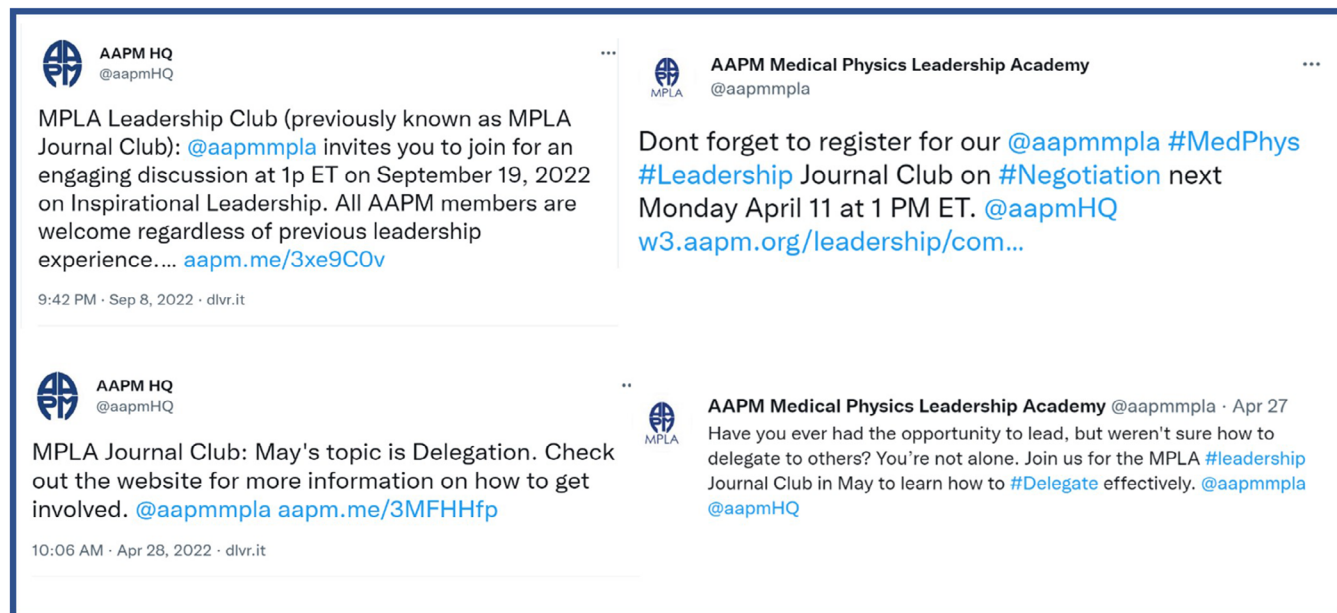 AAPM
AAPM HQ
@aapmHQ
MPLA Leadership Club (previously known as MPLA
Journal Club): @aapmmpla invites you to join for an
engaging discussion at 1p ET on September 19, 2022
on Inspirational Leadership. All AAPM members are
welcome regardless of previous leadership
experience.... aapm.me/3xe9C0v
9:42 PM · Sep 8, 2022 · dlvr.it
AAPM
MPLA
AAPM Medical Physics Leadership Academy
@aapmmpla
Dont forget to register for our @aapmmpla #MedPhys
#Leadership Journal Club on #Negotiation next
Monday April 11 at 1 PM ET. @aapmHQ
w3.aapm.org/leadership/com...
AAPM
AAPM HQ
@aapmHQ
MPLA Journal Club: May's topic is Delegation. Check
out the website for more information on how to get
involved. @aapmmpla aapm.me/3MFHHfp
10:06 AM · Apr 28, 2022 · dlvr.it
AAPM
MPLA
AAPM Medical Physics Leadership Academy @aapmmpla · Apr 27
Have you ever had the opportunity to lead, but weren't sure how to
delegate to others? You’re not alone. Join us for the MPLA #leadership
Journal Club in May to learn how to #Delegate effectively. @aapmmpla
@aapmHQ